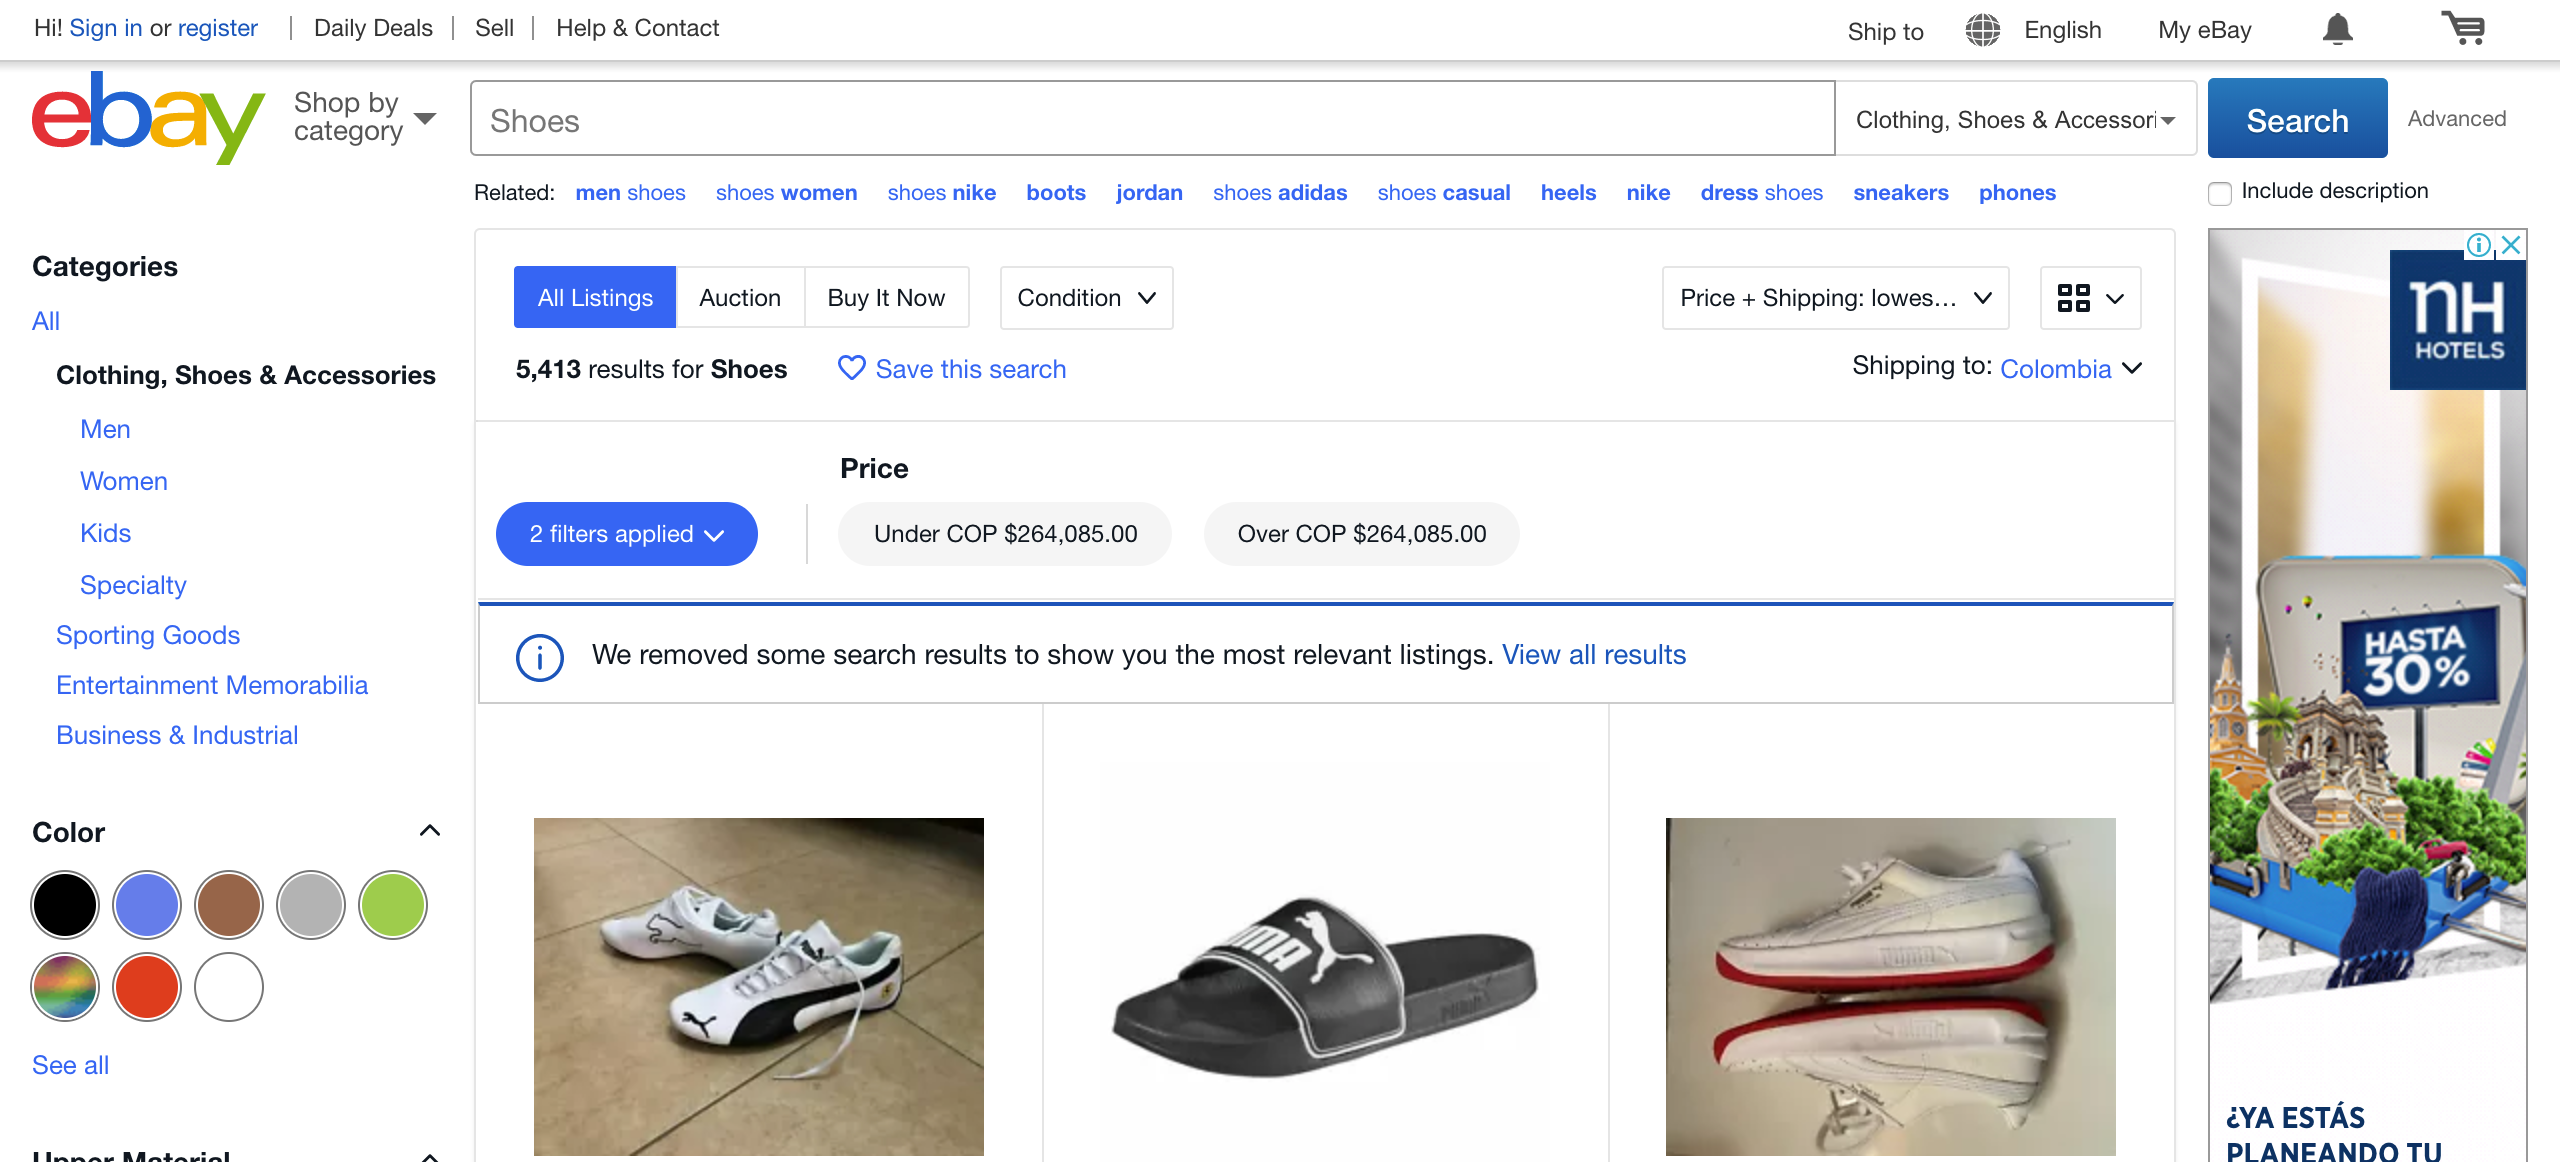 Hi! Sign in or register | Daily Deals | Sell | Help & Contact
Ship to English My eBay
ebay
Shop by
category
Shoes
Clothing, Shoes & Accessori
Search
Advanced
Related: men shoes shoes women shoes nike boots jordan shoes adidas shoes casual heels nike dress shoes sneakers phones
Include description
Categories
All
Clothing, Shoes & Accessories
Men
Women
Kids
Specialty
Sporting Goods
Entertainment Memorabilia
Business & Industrial
Color
See all
Upper Material
All Listings
Auction
Buy It Now
Condition
Price + Shipping: lowes...
5,413 results for Shoes
Save this search
Shipping to: Colombia
Price
2 filters applied
Under COP $264,085.00
Over COP $264,085.00
We removed some search results to show you the most relevant listings. View all results
nH
HOTELS
HASTA
30%
¿YA ESTÁS
PLANEANDO TU